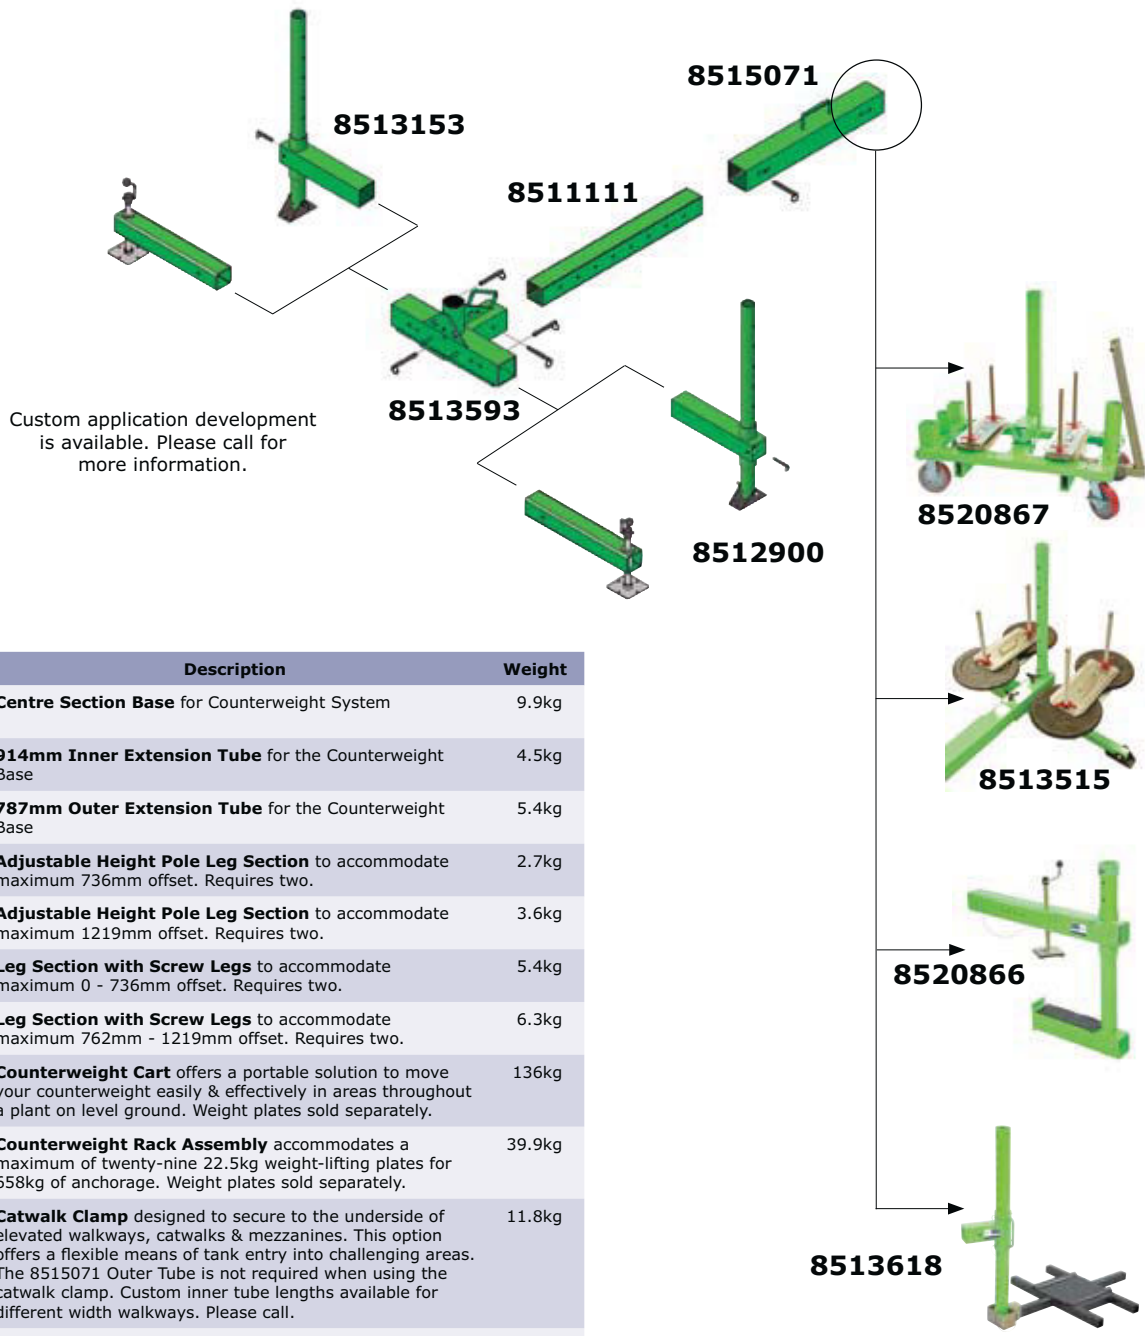 8515071
8513153
8511111
8513593
Custom application development
is available. Please call for
more information.
8512900
8520867
8513515
8520866
8513618
Description Weight
Centre Section Base for Counterweight System 9.9kg
914mm Inner Extension Tube for the Counterweight 4.5kg
Base
787mm Outer Extension Tube for the Counterweight 5.4kg
Base
Adjustable Height Pole Leg Section to accommodate 2.7kg
maximum 736mm offset. Requires two.
Adjustable Height Pole Leg Section to accommodate 3.6kg
maximum 1219mm offset. Requires two.
Leg Section with Screw Legs to accommodate 5.4kg
maximum 0 - 736mm offset. Requires two.
Leg Section with Screw Legs to accommodate 6.3kg
maximum 762mm - 1219mm offset. Requires two.
Counterweight Cart offers a portable solution to move 136kg
your counterweight easily & effectively in areas throughout
a plant on level ground. Weight plates sold separately.
Counterweight Rack Assembly accommodates a 39.9kg
maximum of twenty-nine 22.5kg weight-lifting plates for
of anchorage. Weight plates sold separately.
Catwalk Clamp designed to secure to the underside of 11.8kg
elevated walkways, catwalks & mezzanines. This option
offers a flexible means of tank entry into challenging areas.
The 8515071 Outer Tube is not required when using the
catwalk clamp. Custom inner tube lengths available for
different width walkways. Please call.